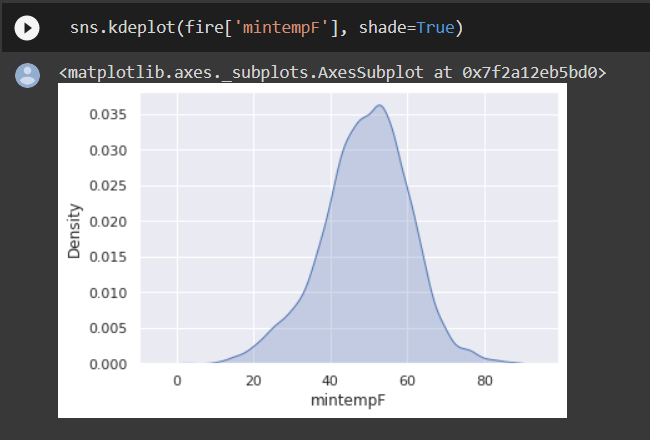 sns.kdeplot(fire['mintempF'], shade=True)
<matplotlib.axes._subplots.AxesSubplot at 0x7f2a12eb5bd0>
0.035
0.030
0.025
0.020
0.015
0.010
0.005
0.000
Density
0 20 40 60 80
mintempF